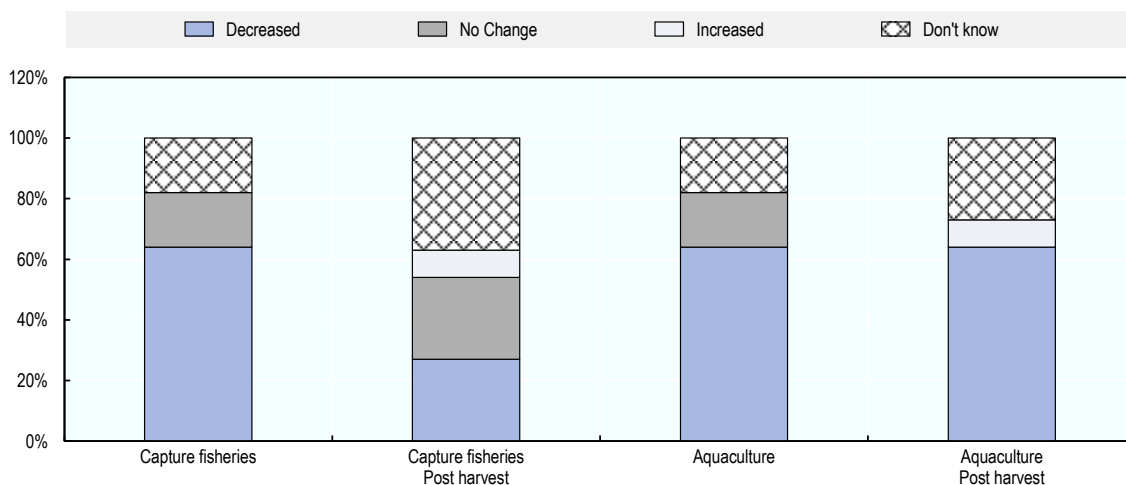 Decreased No Change Increased Don't know
120%
100%
80%
60%
40%
20%
0%
Capture fisheries Capture fisheries Aquaculture Aquaculture
Post harvest Post harvest